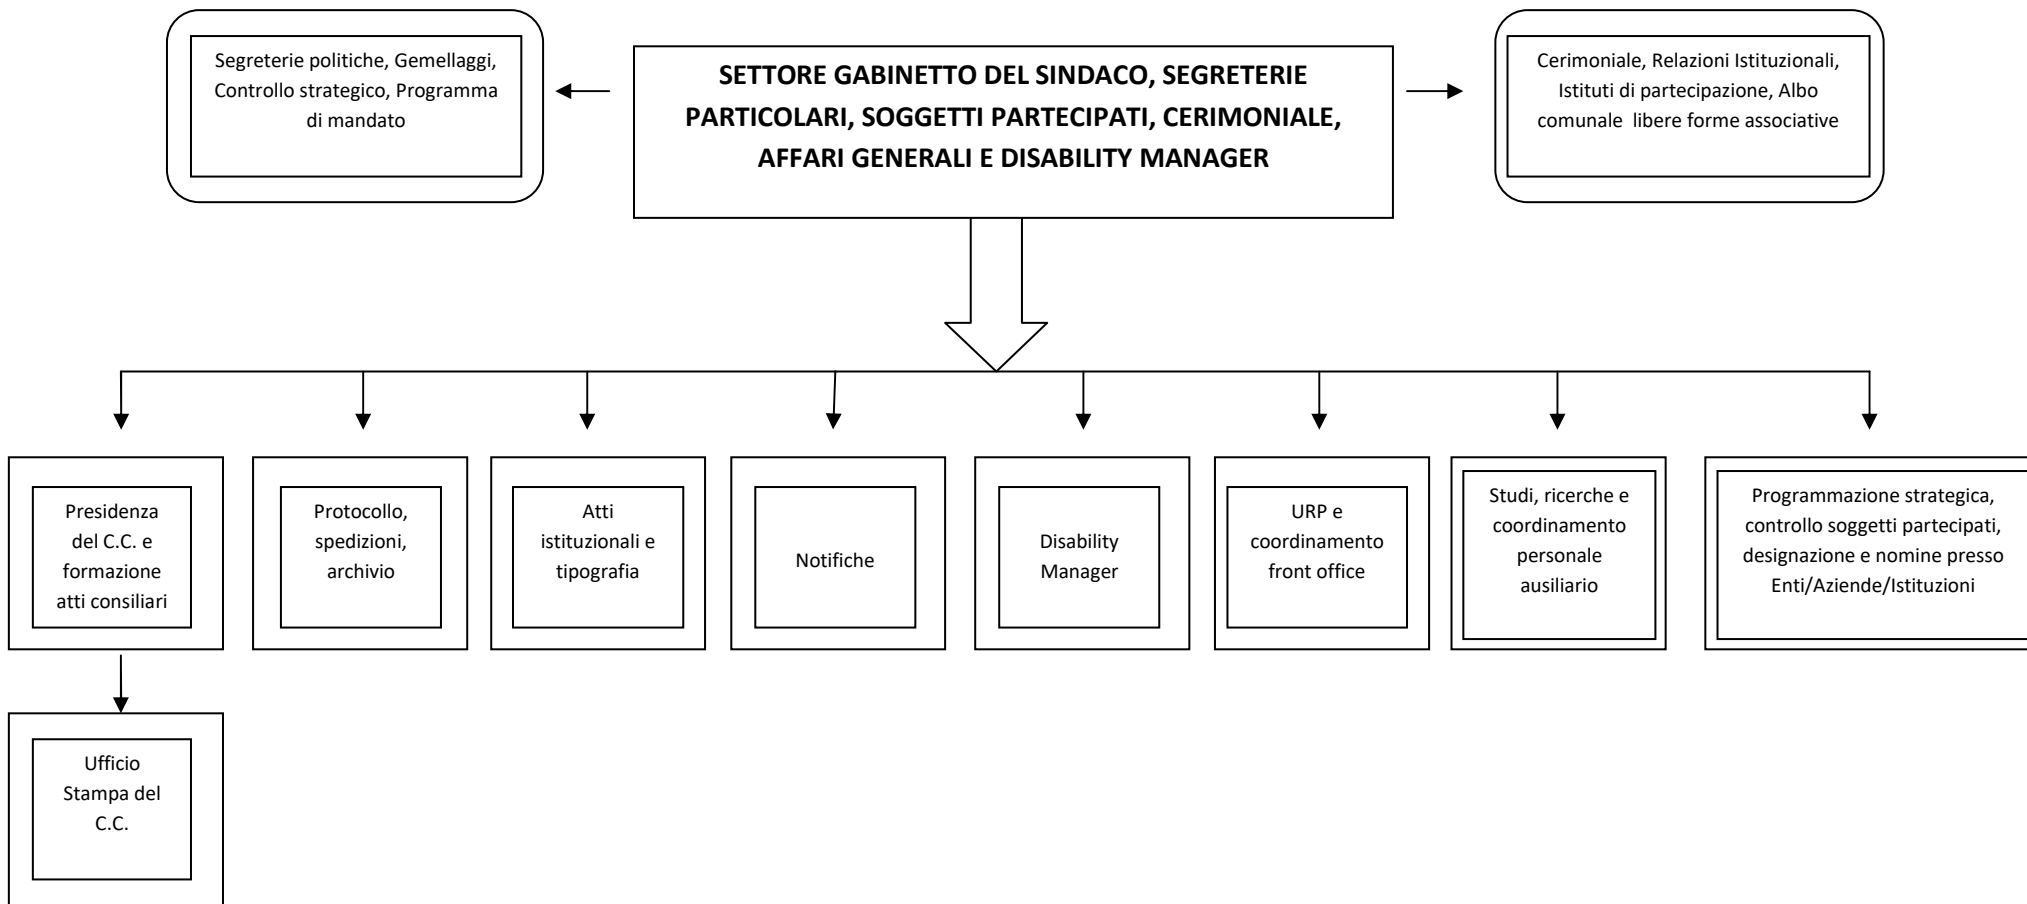 Segreterie politiche, Gemellaggi,
Controllo strategico, Programma
di mandato
SETTORE GABINETTO DEL SINDACO, SEGRETERIE
PARTICOLARI, SOGGETTI PARTECIPATI, CERIMONIALE,
AFFARI GENERALI E DISABILITY MANAGER
Cerimoniale, Relazioni Istituzionali,
Istituti di partecipazione, Albo
comunale libere forme associative
Presidenza
del C.C. e
formazione
atti consiliari
Protocollo,
spedizioni,
archivio
Atti
istituzionali e
tipografia
Notifiche
Disability
Manager
URP e
coordinamento
front office
Studi, ricerche e
coordinamento
personale
ausiliario
Programmazione strategica,
controllo soggetti partecipati,
designazione e nomine presso
Enti/Aziende/Istituzioni
Ufficio
Stampa del
C.C.